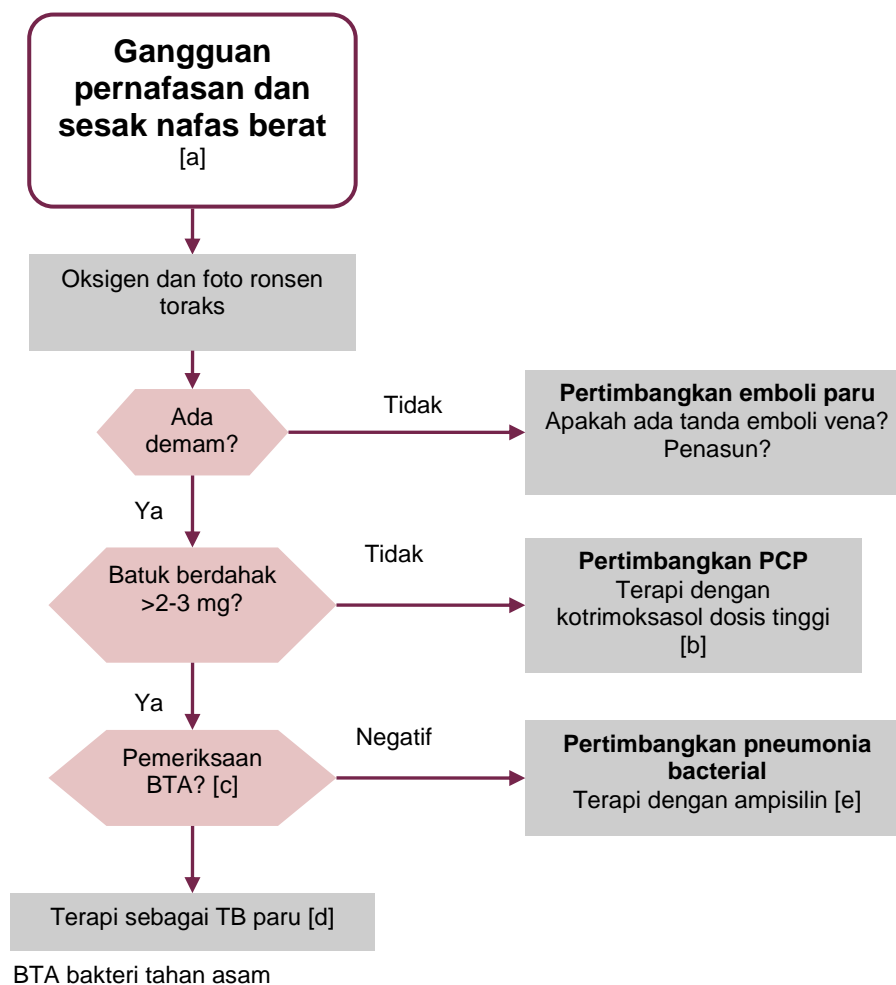 Gangguan
pernafasan dan
sesak nafas berat
[a]
Oksigen dan foto ronsen
toraks
Ada
demam?
Tidak
Pertimbangkan emboli paru
Apakah ada tanda emboli vena?
Penasun?
Ya
Batuk berdahak
>2-3 mg?
Tidak
Pertimbangkan PCP
Terapi dengan
kotrimoksasol dosis tinggi
[b]
Ya
Pemeriksaan
BTA? [c]
Negatif
Pertimbangkan pneumonia
bacterial
Terapi dengan ampisilin [e]
Terapi sebagai TB paru [d]
BTA bakteri tahan asam